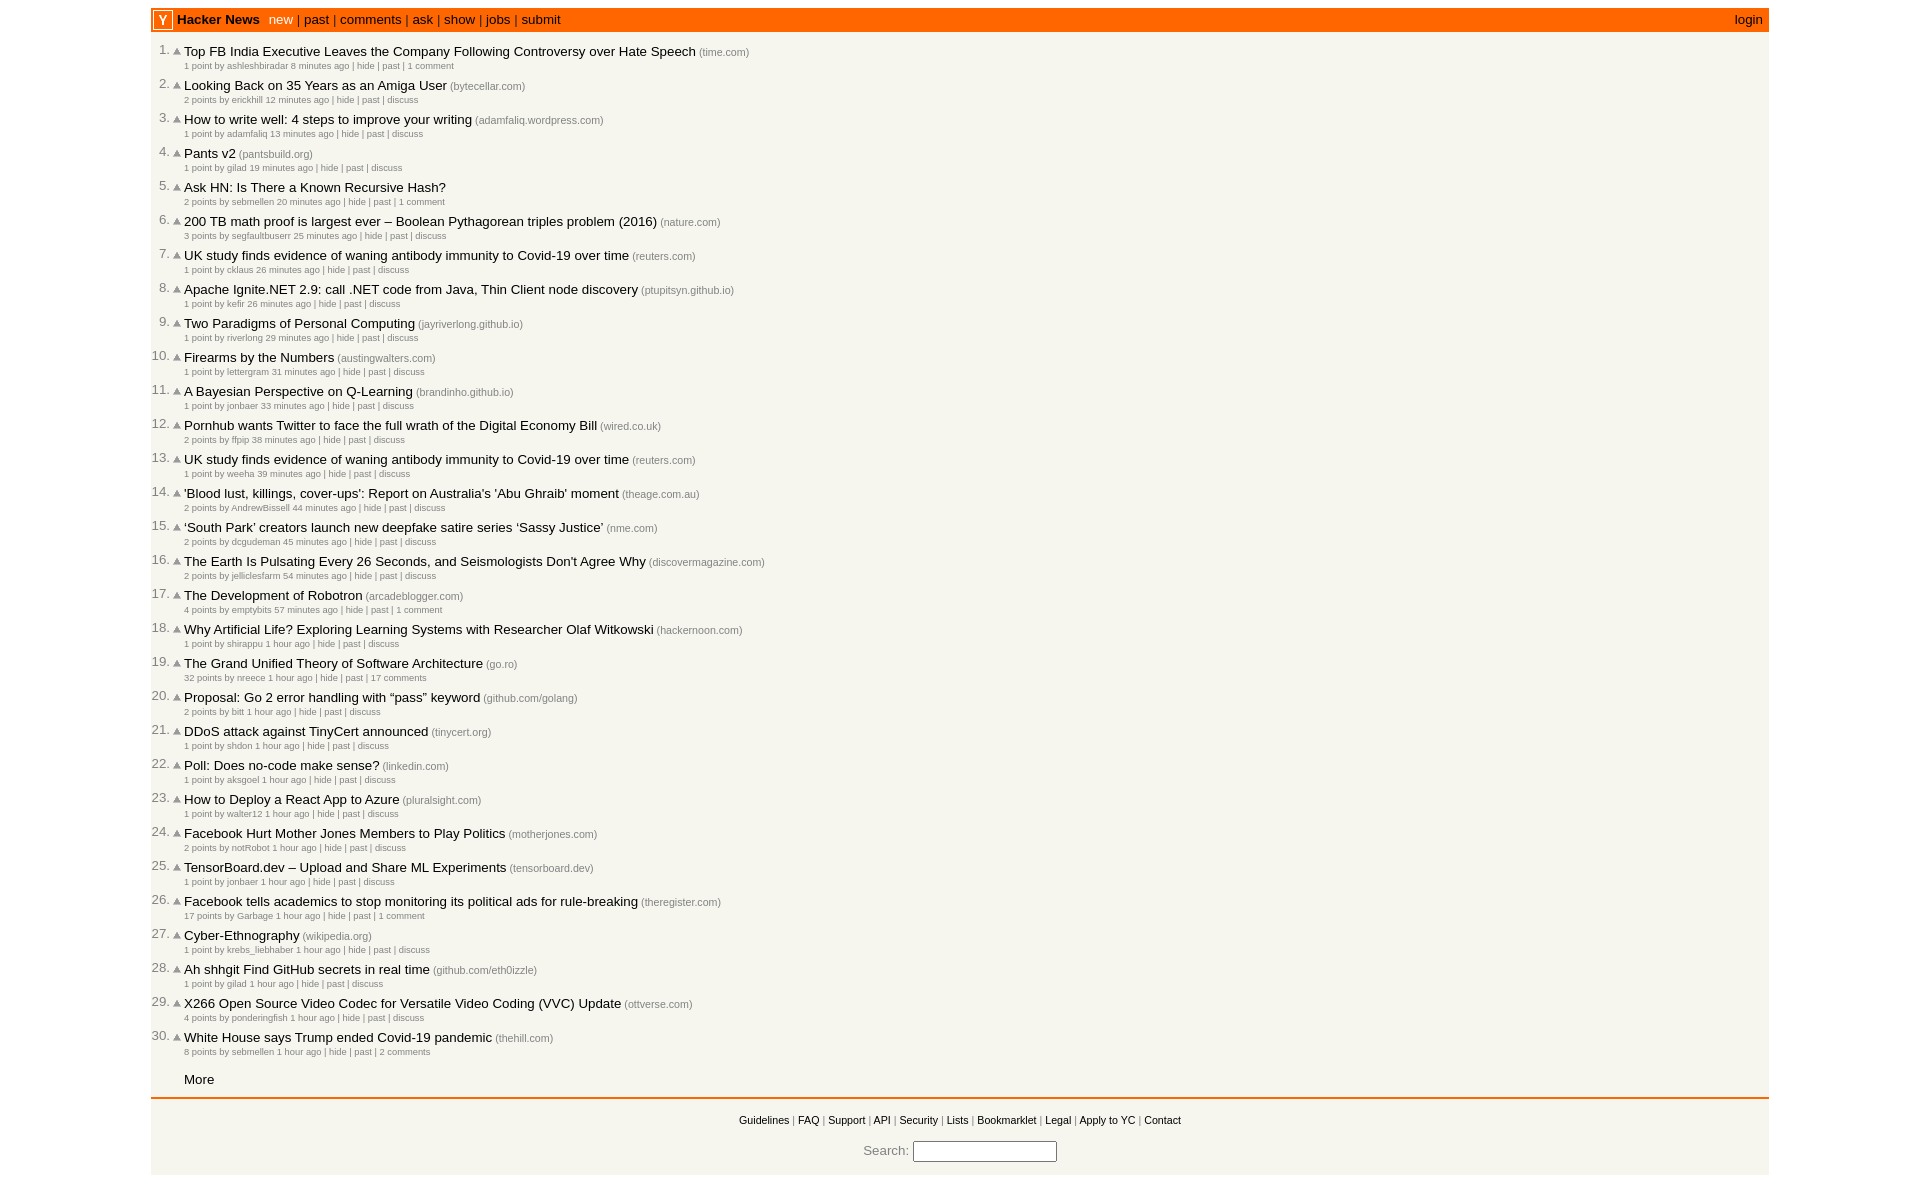 Y Hacker News new | past | comments | ask | show | jobs | submit login
1. Top FB India Executive Leaves the Company Following Controversy over Hate Speech (time.com)
1 point by ashleshbiradar 8 minutes ago | hide | past | 1 comment
2. Looking Back on 35 Years as an Amiga User (bytecellar.com)
2 points by erickhill 12 minutes ago | hide | past | discuss
3. How to write well: 4 steps to improve your writing (adamfaliq.wordpress.com)
1 point by adamfaliq 13 minutes ago | hide | past | discuss
4. Pants v2 (pantsbuild.org)
1 point by gilad 19 minutes ago | hide | past | discuss
5. Ask HN: Is There a Known Recursive Hash?
2 points by sebmellen 20 minutes ago | hide | past | 1 comment
6. 200 TB math proof is largest ever – Boolean Pythagorean triples problem (2016) (nature.com)
3 points by segfaultbuserr 25 minutes ago | hide | past | discuss
7. UK study finds evidence of waning antibody immunity to Covid-19 over time (reuters.com)
1 point by cklaus 26 minutes ago | hide | past | discuss
8. Apache Ignite.NET 2.9: call .NET code from Java, Thin Client node discovery (ptupitsyn.github.io)
1 point by kefir 26 minutes ago | hide | past | discuss
9. Two Paradigms of Personal Computing (jayriverlong.github.io)
1 point by riverlong 29 minutes ago | hide | past | discuss
10. Firearms by the Numbers (austingwalters.com)
1 point by lettergram 31 minutes ago | hide | past | discuss
11. A Bayesian Perspective on Q-Learning (brandinho.github.io)
1 point by jonbaer 33 minutes ago | hide | past | discuss
12. Pornhub wants Twitter to face the full wrath of the Digital Economy Bill (wired.co.uk)
2 points by ffpip 38 minutes ago | hide | past | discuss
13. UK study finds evidence of waning antibody immunity to Covid-19 over time (reuters.com)
1 point by weeha 39 minutes ago | hide | past | discuss
14. 'Blood lust, killings, cover-ups': Report on Australia's 'Abu Ghraib' moment (theage.com.au)
2 points by AndrewBissell 44 minutes ago | hide | past | discuss
15. ‘South Park’ creators launch new deepfake satire series ‘Sassy Justice’ (nme.com)
2 points by dcgudeman 45 minutes ago | hide | past | discuss
16. The Earth Is Pulsating Every 26 Seconds, and Seismologists Don't Agree Why (discovermagazine.com)
2 points by jelliclesfarm 54 minutes ago | hide | past | discuss
17. The Development of Robotron (arcadeblogger.com)
4 points by emptybits 57 minutes ago | hide | past | 1 comment
18. Why Artificial Life? Exploring Learning Systems with Researcher Olaf Witkowski (hackernoon.com)
1 point by shirappu 1 hour ago | hide | past | discuss
19. The Grand Unified Theory of Software Architecture (go.ro)
32 points by nreece 1 hour ago | hide | past | 17 comments
20. Proposal: Go 2 error handling with “pass” keyword (github.com/golang)
2 points by bitt 1 hour ago | hide | past | discuss
21. DDoS attack against TinyCert announced (tinycert.org)
1 point by shdon 1 hour ago | hide | past | discuss
22. Poll: Does no-code make sense? (linkedin.com)
1 point by aksgoel 1 hour ago | hide | past | discuss
23. How to Deploy a React App to Azure (pluralsight.com)
1 point by walter12 1 hour ago | hide | past | discuss
24. Facebook Hurt Mother Jones Members to Play Politics (motherjones.com)
2 points by notRobot 1 hour ago | hide | past | discuss
25. TensorBoard.dev – Upload and Share ML Experiments (tensorboard.dev)
1 point by jonbaer 1 hour ago | hide | past | discuss
26. Facebook tells academics to stop monitoring its political ads for rule-breaking (theregister.com)
17 points by Garbage 1 hour ago | hide | past | 1 comment
27. Cyber-Ethnography (wikipedia.org)
1 point by krebs_liebhaber 1 hour ago | hide | past | discuss
28. Ah shhgit Find GitHub secrets in real time (github.com/eth0izzle)
1 point by gilad 1 hour ago | hide | past | discuss
29. X266 Open Source Video Codec for Versatile Video Coding (VVC) Update (ottverse.com)
4 points by ponderingfish 1 hour ago | hide | past | discuss
30. White House says Trump ended Covid-19 pandemic (thehill.com)
8 points by sebmellen 1 hour ago | hide | past | 2 comments
More
Guidelines | FAQ | Support | API | Security | Lists | Bookmarklet | Legal | Apply to YC | Contact
Search: